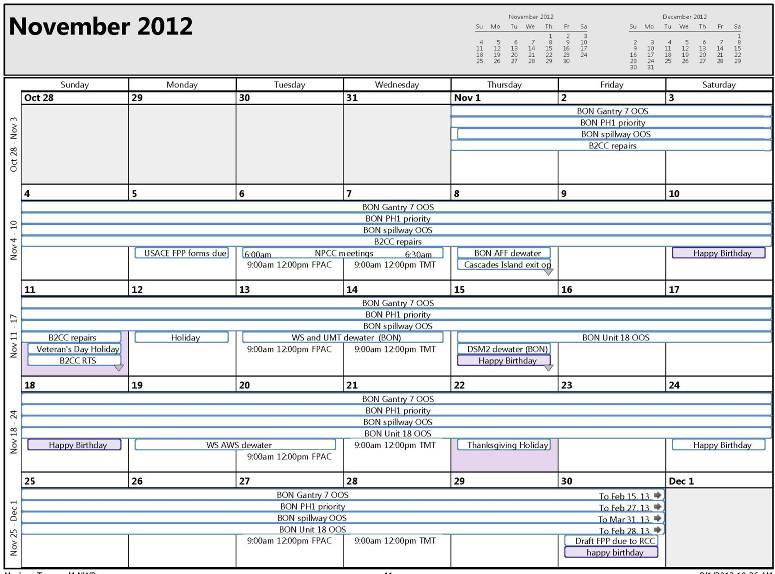 November 2012
November 2012
Su Mo Tu We Th Fr Sa
1 2 3
4 5 6 7 8 9 10
11 12 13 14 15 16 17
18 19 20 21 22 23 24
25 26 27 28 29 30
December 2012
Su Mo Tu We Th Fr Sa
1
2 3 4 5 6 7 8
9 10 11 12 13 14 15
16 17 18 19 20 21 22
23 24 25 26 27 28 29
30 31
Sunday Monday Tuesday Wednesday Thursday Friday Saturday
Oct 28 - Nov 3
Oct 28 29 30 31 Nov 1 2 3
BON Gantry 7 OOS
BON PH1 priority
BON spillway OOS
B2CC repairs
Nov 4 - 10
4 5 6 7 8 9 10
BON Gantry 7 OOS
BON PH1 priority
BON spillway OOS
B2CC repairs
USACE FPP forms due 6:00am NPCC meetings 6:30am BON AFF dewater Happy Birthday
9:00am 12:00pm FPAC 9:00am 12:00pm TMT Cascades Island exit op
Nov 11 - 17
11 12 13 14 15 16 17
BON Gantry 7 OOS
BON PH1 priority
BON spillway OOS
B2CC repairs Holiday WS and UMT dewater (BON) BON Unit 18 OOS
Veteran's Day Holiday 9:00am 12:00pm FPAC 9:00am 12:00pm TMT DSM2 dewater (BON)
B2CC RTS Happy Birthday
Nov 18 - 24
18 19 20 21 22 23 24
BON Gantry 7 OOS
BON PH1 priority
BON spillway OOS
BON Unit 18 OOS
Happy Birthday WS AWS dewater 9:00am 12:00pm TMT Thanksgiving Holiday Happy Birthday
9:00am 12:00pm FPAC
Nov 25 - Dec 1
25 26 27 28 29 30 Dec 1
BON Gantry 7 OOS To Feb 15, 13
BON PH1 priority To Feb 27, 13
BON spillway OOS To Mar 31, 13
BON Unit 18 OOS To Feb 28, 13
9:00am 12:00pm FPAC 9:00am 12:00pm TMT Draft FPP due to RCC
happy birthday